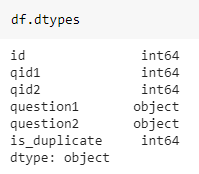 df.dtypes
id int64
qid1 int64
qid2 int64
question1 object
question2 object
is_duplicate int64
dtype: object